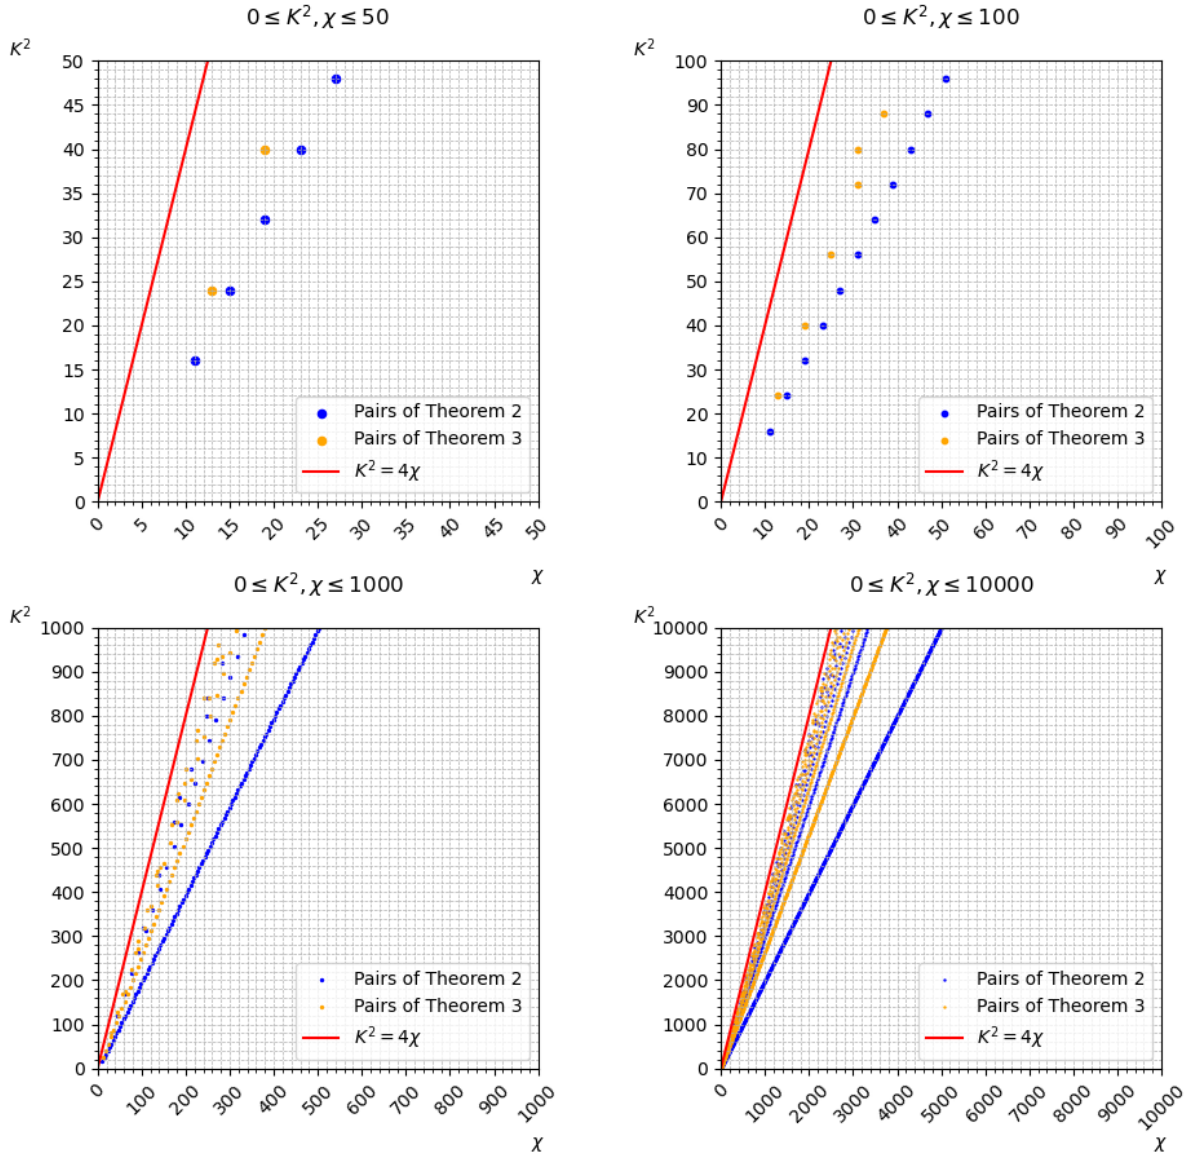 0 ≤ K², χ ≤ 50
K²
50
45
40
35
30
25
20
15
10
5
0
Pairs of Theorem 2
Pairs of Theorem 3
K² = 4χ
0 5 10 15 20 25 30 35 40 45 50
χ
0 ≤ K², χ ≤ 100
K²
100
90
80
70
60
50
40
30
20
10
0
Pairs of Theorem 2
Pairs of Theorem 3
K² = 4χ
0 10 20 30 40 50 60 70 80 90 100
χ
0 ≤ K², χ ≤ 1000
K²
1000
900
800
700
600
500
400
300
200
100
0
Pairs of Theorem 2
Pairs of Theorem 3
K² = 4χ
0 100 200 300 400 500 600 700 800 900 1000
χ
0 ≤ K², χ ≤ 10000
K²
10000
9000
8000
7000
6000
5000
4000
3000
2000
1000
0
Pairs of Theorem 2
Pairs of Theorem 3
K² = 4χ
0 1000 2000 3000 4000 5000 6000 7000 8000 9000 10000
χ